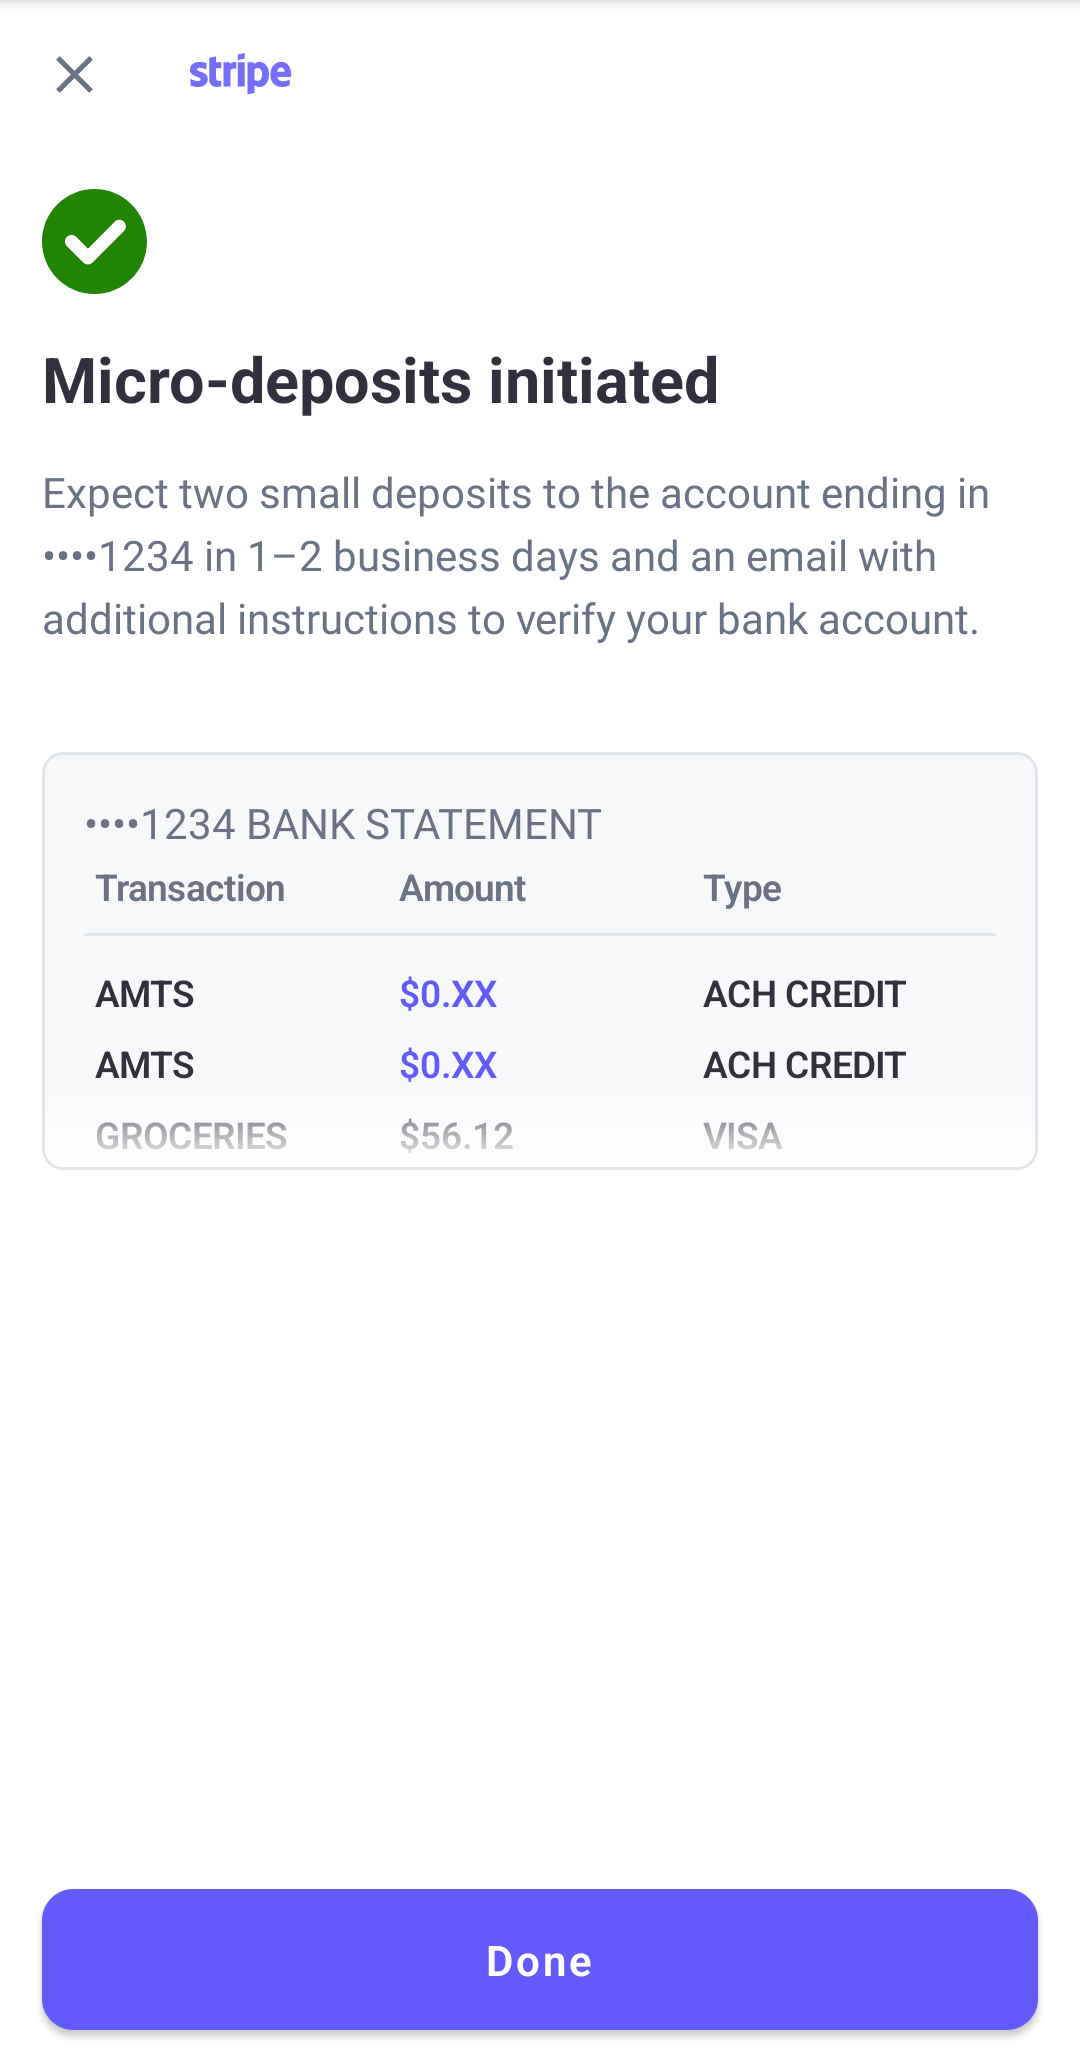 stripe
Micro-deposits initiated
Expect two small deposits to the account ending in
••••1234 in 1–2 business days and an email with
additional instructions to verify your bank account.
••••1234 BANK STATEMENT
Transaction Amount Type
AMTS $0.XX ACH CREDIT
AMTS $0.XX ACH CREDIT
GROCERIES $56.12 VISA
Done